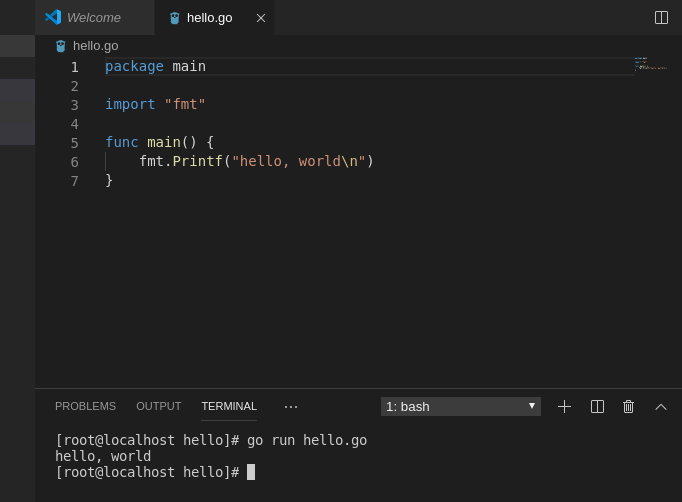 Welcome hello.go
hello.go
1 package main
2
3 import "fmt"
4
5 func main() {
6     fmt.Printf("hello, world\n")
7 }
PROBLEMS OUTPUT TERMINAL ··· 1: bash
[root@localhost hello]# go run hello.go
hello, world
[root@localhost hello]#